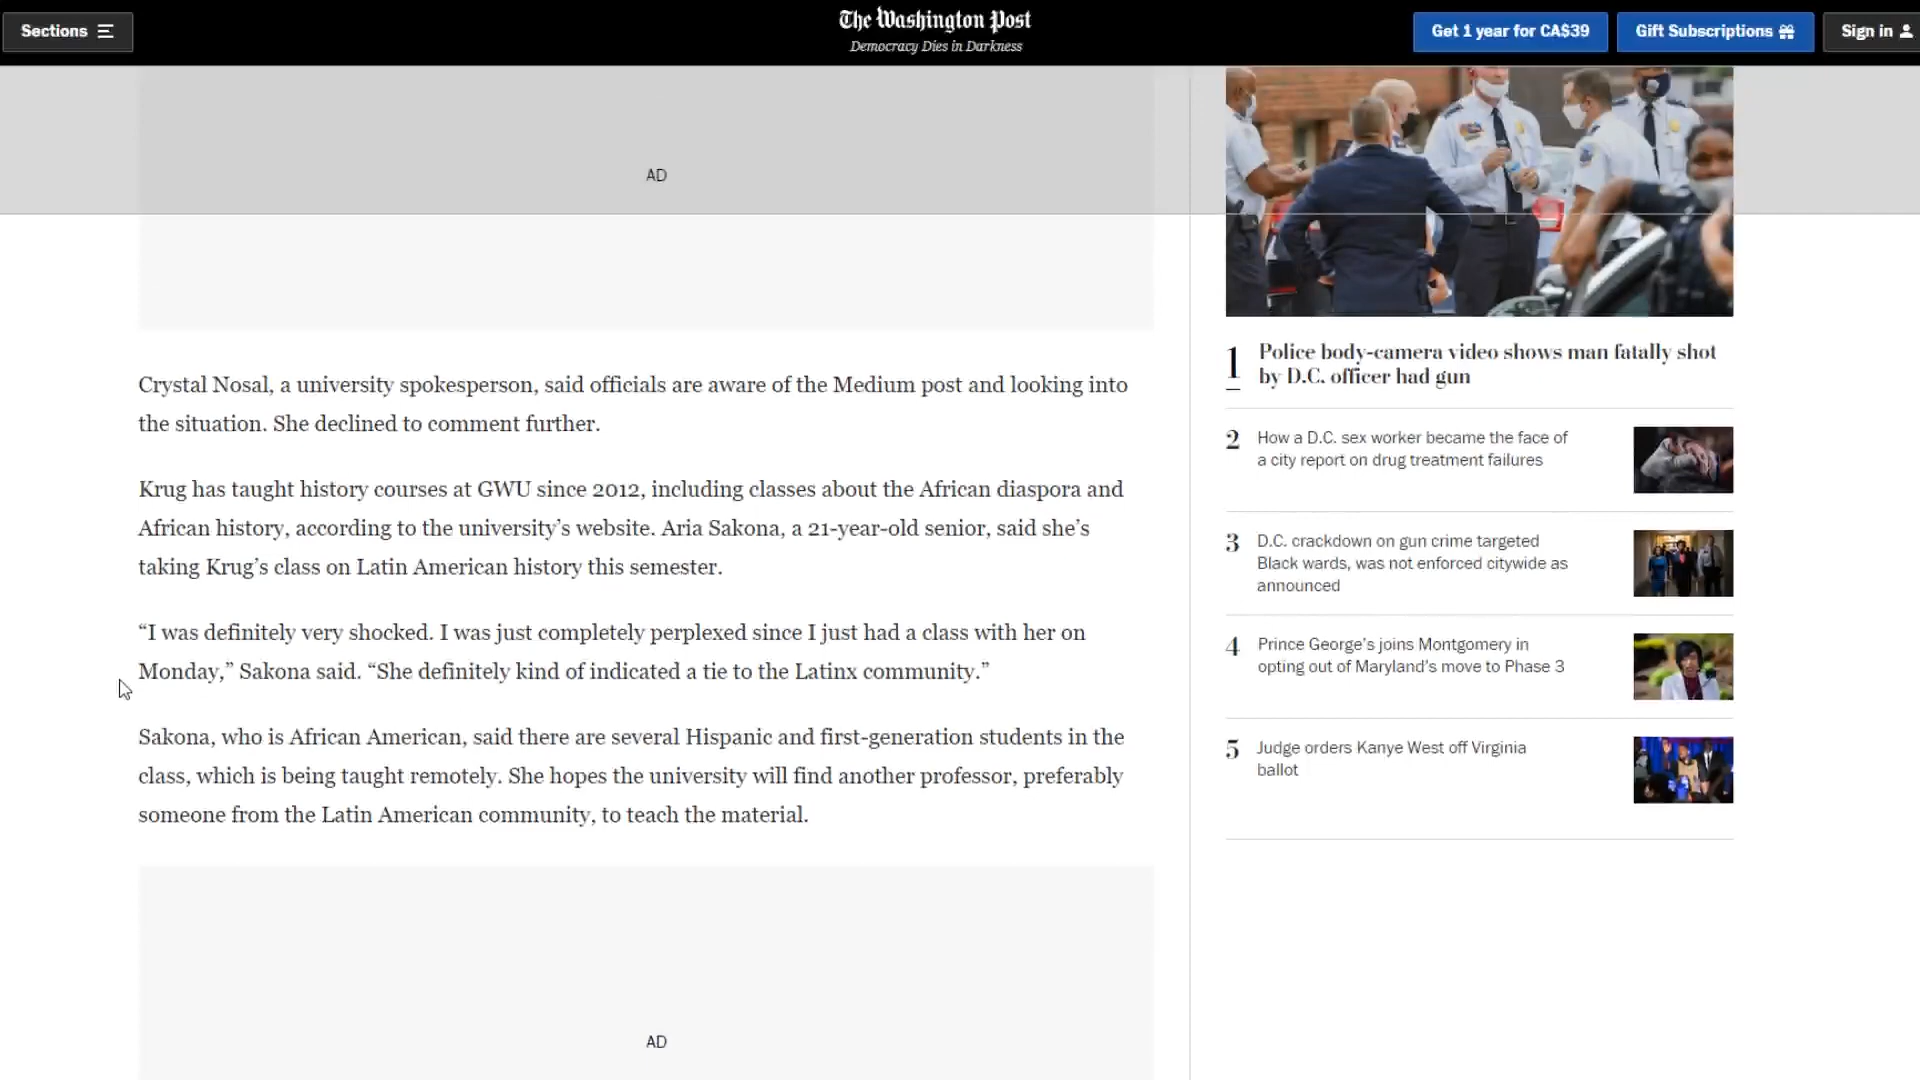 Sections
The Washington Post
Democracy Dies in Darkness
Get 1 year for CA$39
Gift Subscriptions
Sign in
AD
Crystal Nosal, a university spokesperson, said officials are aware of the Medium post and looking into
the situation. She declined to comment further.
Krug has taught history courses at GWU since 2012, including classes about the African diaspora and
African history, according to the university’s website. Aria Sakona, a 21-year-old senior, said she’s
taking Krug’s class on Latin American history this semester.
“I was definitely very shocked. I was just completely perplexed since I just had a class with her on
Monday,” Sakona said. “She definitely kind of indicated a tie to the Latinx community.”
Sakona, who is African American, said there are several Hispanic and first-generation students in the
class, which is being taught remotely. She hopes the university will find another professor, preferably
someone from the Latin American community, to teach the material.
AD
1 Police body-camera video shows man fatally shot
by D.C. officer had gun
2 How a D.C. sex worker became the face of
a city report on drug treatment failures
3 D.C. crackdown on gun crime targeted
Black wards, was not enforced citywide as
announced
4 Prince George’s joins Montgomery in
opting out of Maryland’s move to Phase 3
5 Judge orders Kanye West off Virginia
ballot